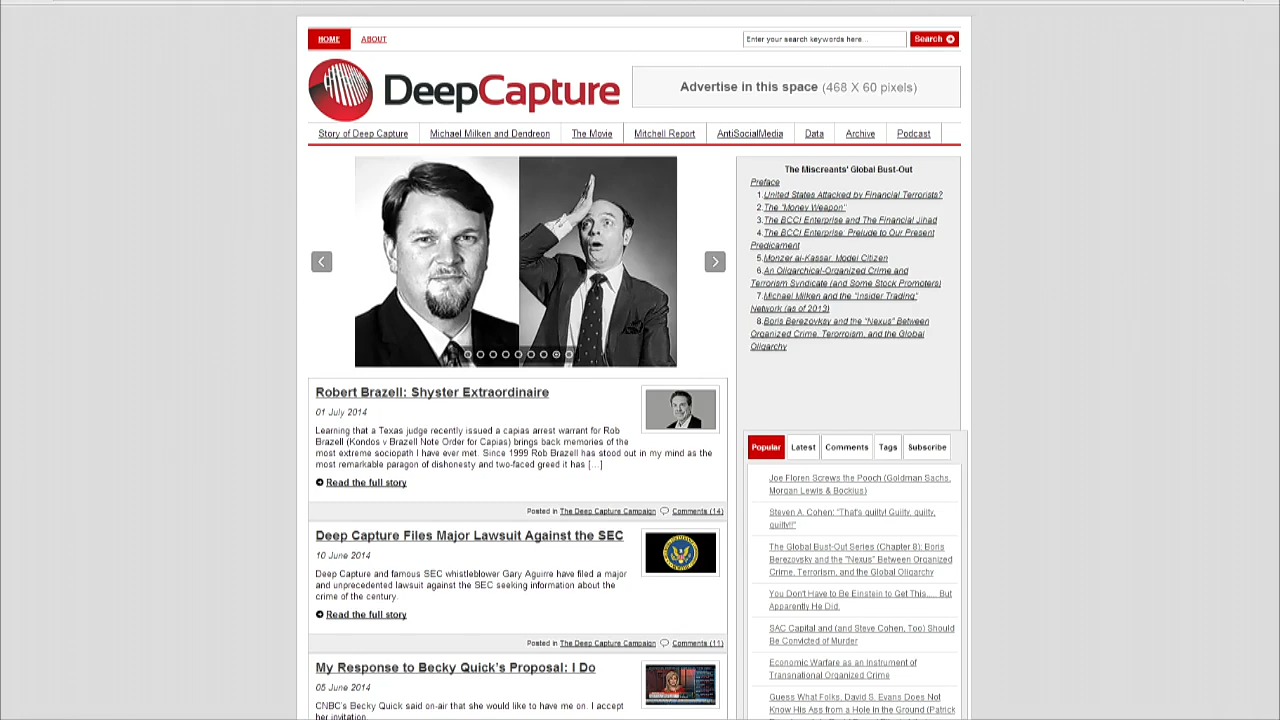 HOME
ABOUT
Enter your search keywords here...
Search
DeepCapture
Advertise in this space (468 X 60 pixels)
Story of Deep Capture
Michael Milken and Dendreon
The Movie
Mitchell Report
AntiSocialMedia
Data
Archive
Podcast
Robert Brazell: Shyster Extraordinaire
01 July 2014
Learning that a Texas judge recently issued a capias arrest warrant for Rob
Brazell (Kondos v Brazell Note Order for Capias) brings back memories of the
most extreme sociopath I have ever met. Since 1999 Rob Brazell has stood out in my mind as the
most remarkable paragon of dishonesty and two-faced greed it has [...]
Read the full story
Posted in The Deep Capture Campaign Comments (14)
Deep Capture Files Major Lawsuit Against the SEC
10 June 2014
Deep Capture and famous SEC whistleblower Gary Aguirre have filed a major
and unprecedented lawsuit against the SEC seeking information about the
crime of the century.
Read the full story
Posted in The Deep Capture Campaign Comments (11)
My Response to Becky Quick's Proposal: I Do
05 June 2014
CNBC's Becky Quick said on-air that she would like to have me on. I accept
her invitation.
The Miscreants' Global Bust-Out
Preface
1.United States Attacked by Financial Terrorists?
2.The "Money Weapon"
3.The BCCI Enterprise and The Financial Jihad
4.The BCCI Enterprise: Prelude to Our Present
Predicament
5.Monzer al-Kassar, Model Citizen
6.An Oligarchical-Organized Crime and
Terrorism Syndicate (and Some Stock Promoters)
7.Michael Milken and the "Insider Trading"
Network (as of 2013)
8.Boris Berezovksy and the "Nexus" Between
Organized Crime, Terorroism, and the Global
Oligarchy
Popular
Latest
Comments
Tags
Subscribe
Joe Floren Screws the Pooch (Goldman Sachs,
Morgan Lewis & Bockius)
Steven A. Cohen: "That's guilty! Guilty, guilty,
guilty!!"
The Global Bust-Out Series (Chapter 8): Boris
Berezovsky and the "Nexus" Between Organized
Crime, Terrorism, and the Global Oligarchy
You Don't Have to Be Einstein to Get This..... But
Apparently He Did.
SAC Capital and (and Steve Cohen, Too) Should
Be Convicted of Murder
Economic Warfare as an Instrument of
Transnational Organized Crime
Guess What Folks, David S. Evans Does Not
Know His Ass from a Hole in the Ground (Patrick